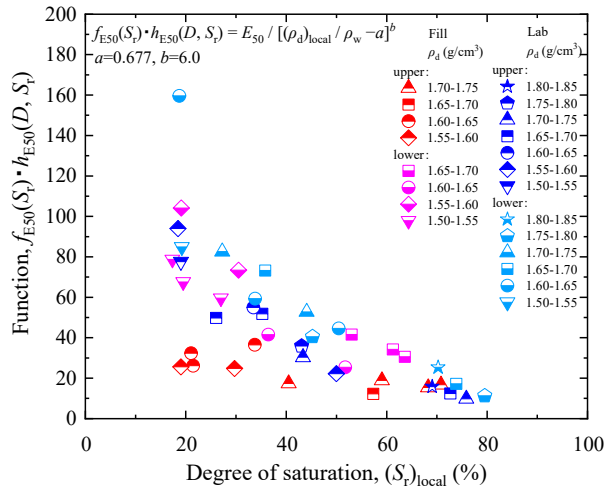 f_E50(S_r)・h_E50(D, S_r) = E_50 / [(ρ_d)_local / ρ_w −a]^b
a=0.677, b=6.0
Fill
ρ_d (g/cm³)
upper:
1.70-1.75
1.65-1.70
1.60-1.65
1.55-1.60
lower:
1.65-1.70
1.60-1.65
1.55-1.60
1.50-1.55
Lab
ρ_d (g/cm³)
upper:
1.80-1.85
1.75-1.80
1.70-1.75
1.65-1.70
1.60-1.65
1.55-1.60
1.50-1.55
lower:
1.80-1.85
1.75-1.80
1.70-1.75
1.65-1.70
1.60-1.65
1.50-1.55
Function, f_E50(S_r)・h_E50(D, S_r)
200
180
160
140
120
100
80
60
40
20
0
0 20 40 60 80 100
Degree of saturation, (S_r)_local (%)